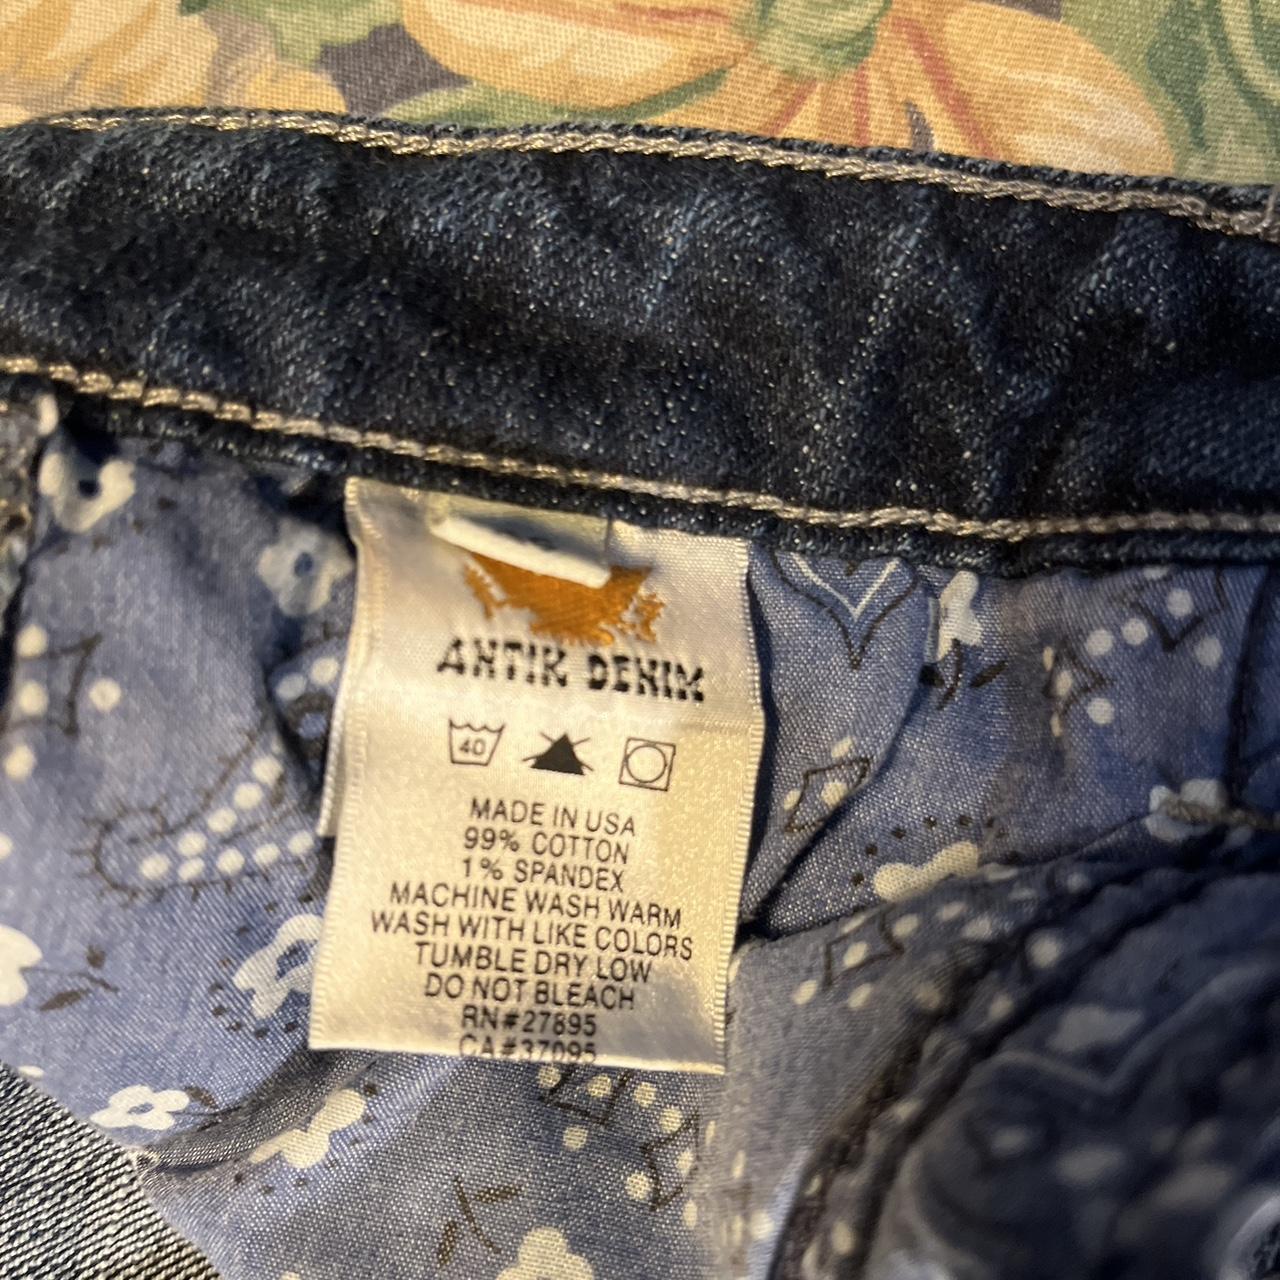 ANTIK DENIM
40
MADE IN USA
99% COTTON
1% SPANDEX
MACHINE WASH WARM
WASH WITH LIKE COLORS
TUMBLE DRY LOW
DO NOT BLEACH
RN#27895
CA#37095